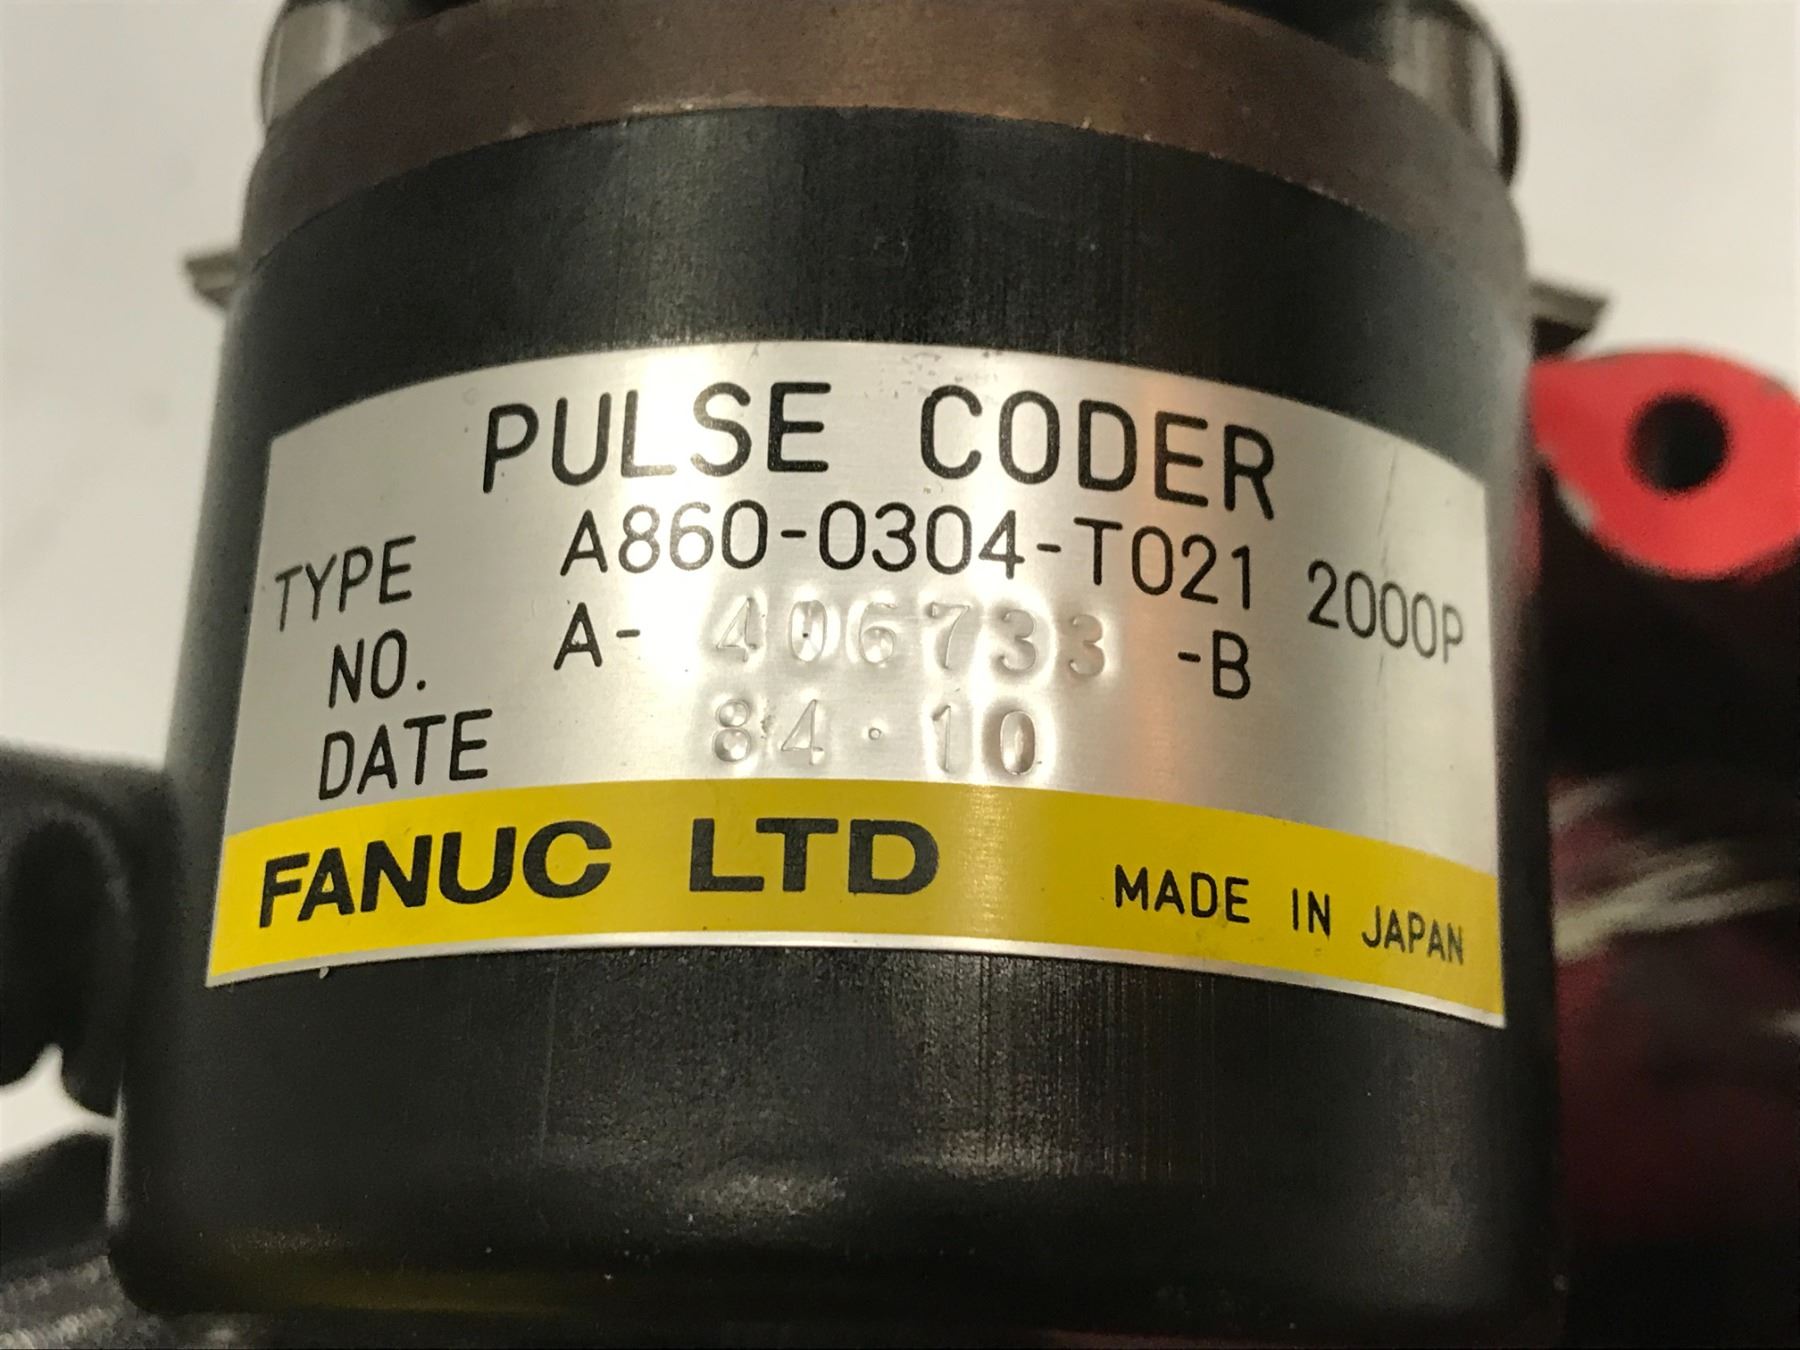 PULSE CODER
TYPE A860-0304-T021 2000P
NO. A-406733-B
DATE 84·10
FANUC LTD MADE IN JAPAN